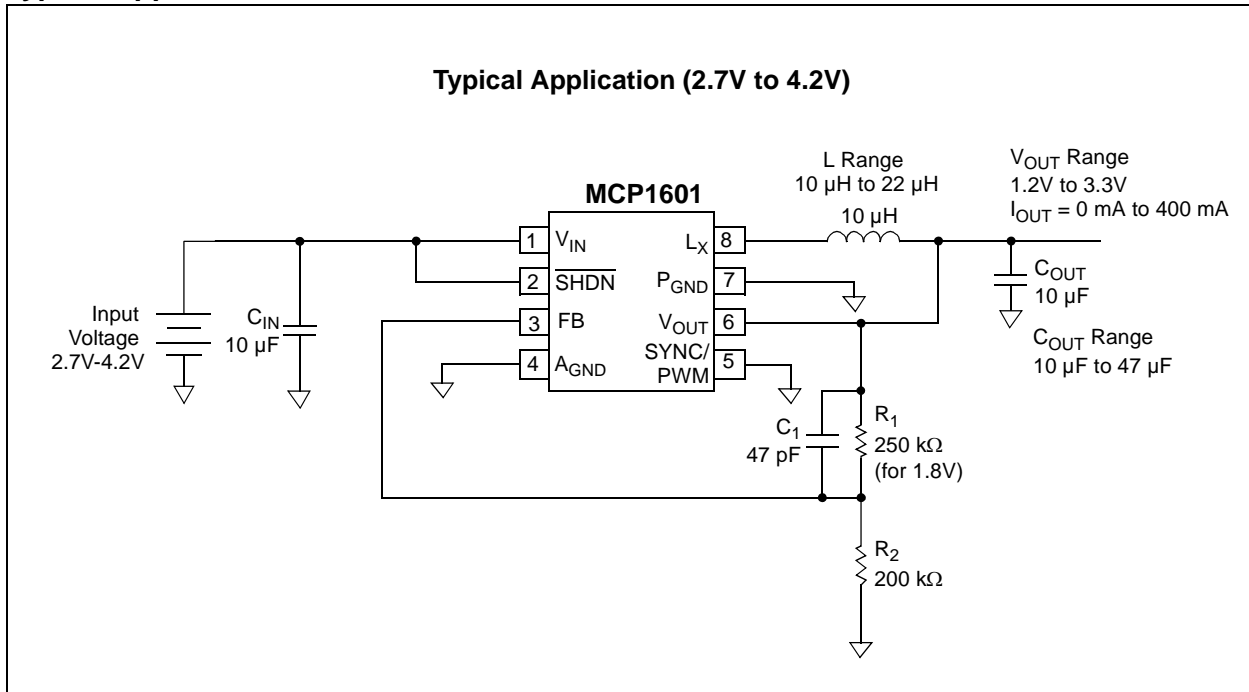 Typical Application (2.7V to 4.2V)
L Range
10 µH to 22 µH
10 µH
VOUT Range
1.2V to 3.3V
IOUT = 0 mA to 400 mA
MCP1601
1 VIN
2 SHDN
3 FB
4 AGND
LX 8
PGND 7
VOUT 6
SYNC/
PWM 5
Input
Voltage
2.7V-4.2V
CIN
10 µF
COUT
10 µF
COUT Range
10 µF to 47 µF
C1
47 pF
R1
250 kΩ
(for 1.8V)
R2
200 kΩ